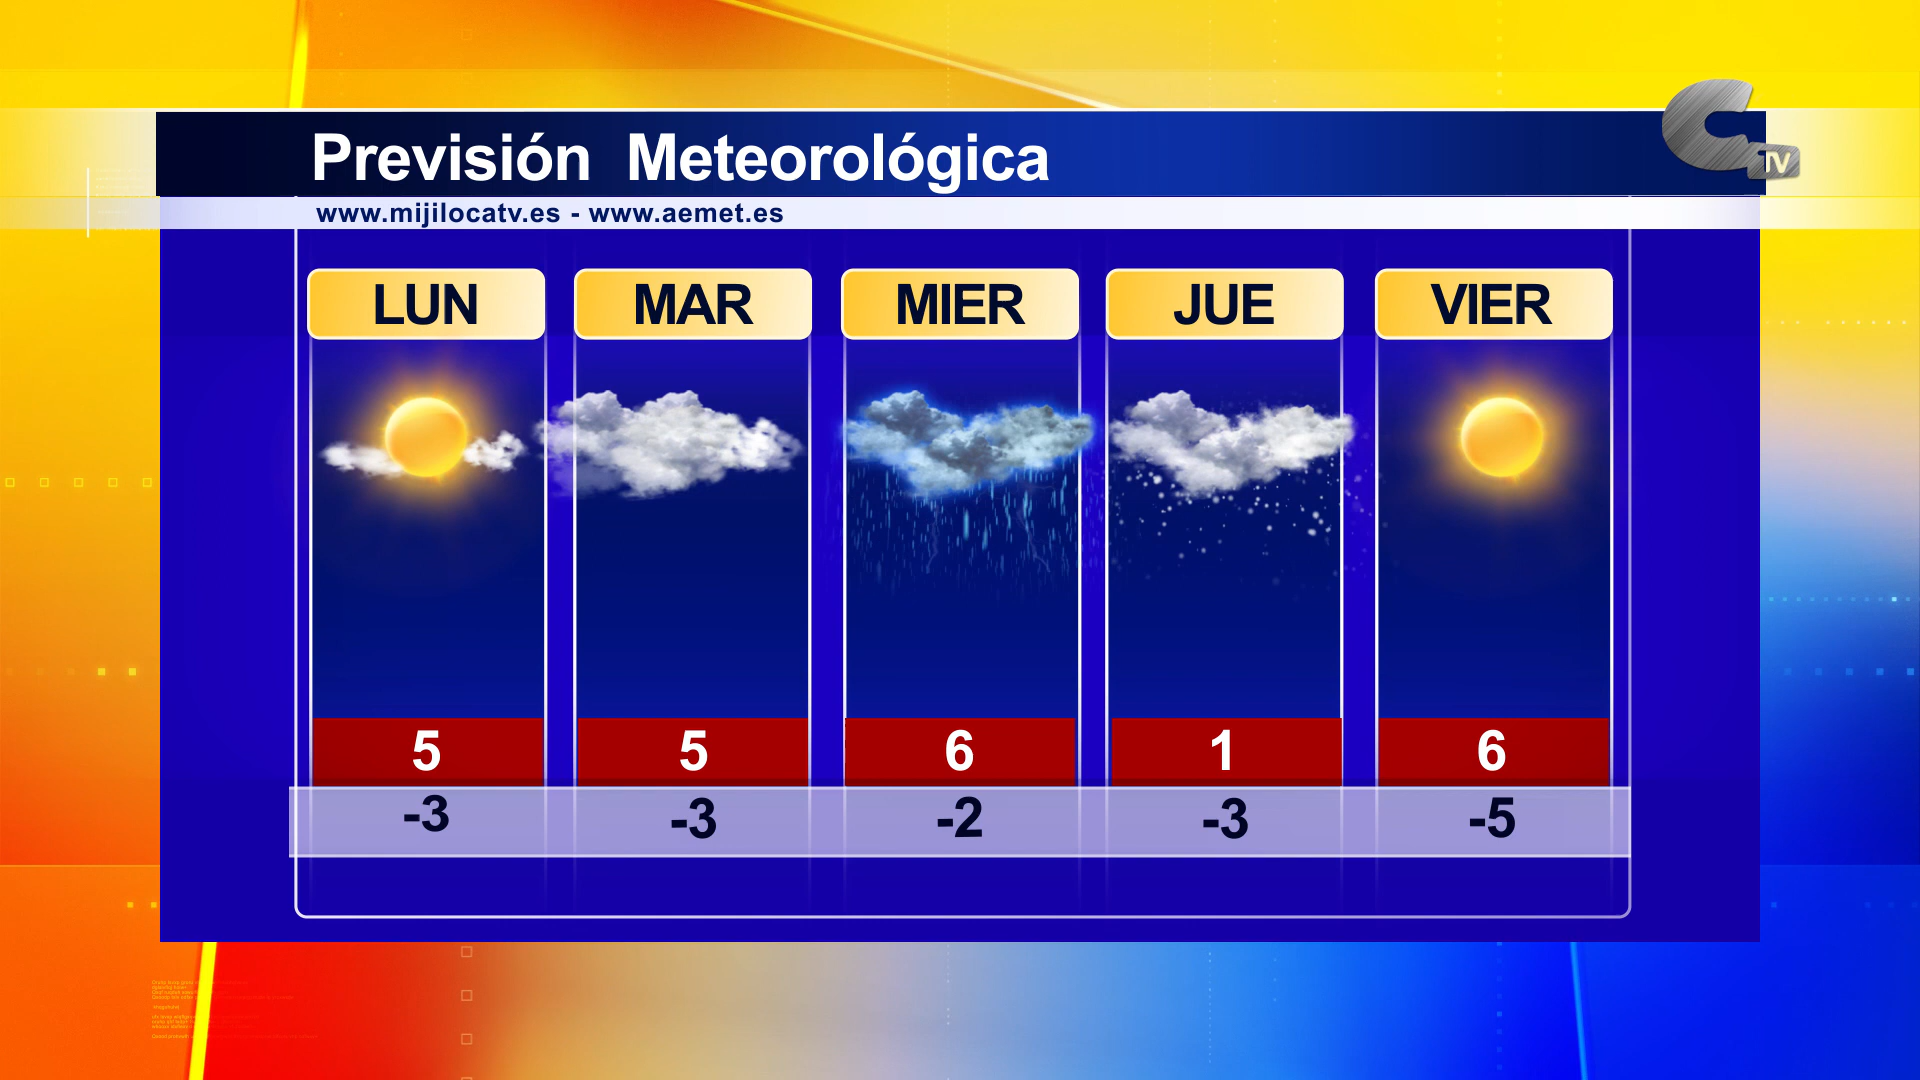 Previsión Meteorológica
TV
www.mijilocatv.es - www.aemet.es
LUN MAR MIER JUE VIER
5 5 6 1 6
-3 -3 -2 -3 -5